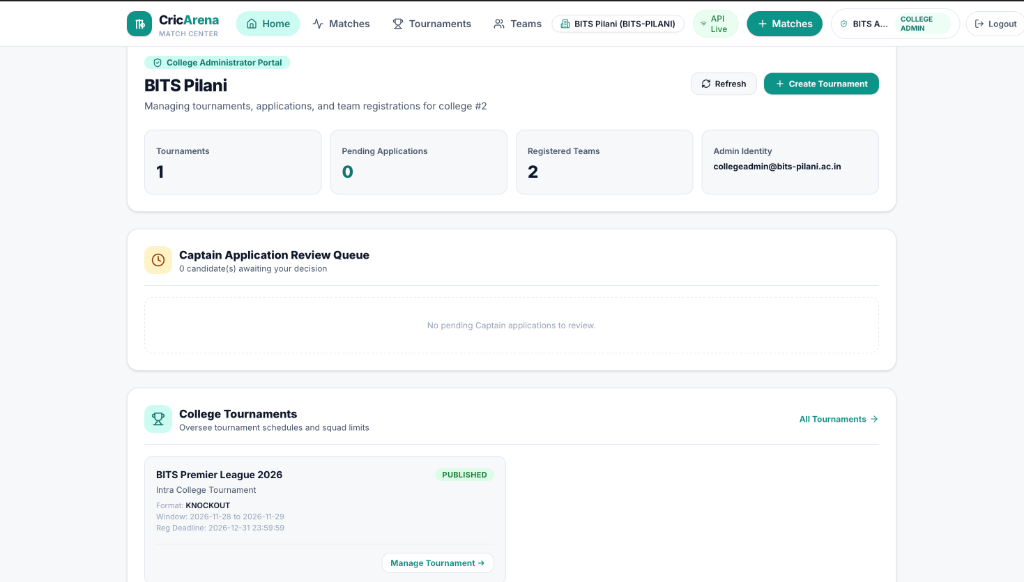 CricArena
MATCH CENTER
Home
Matches
Tournaments
Teams
BITS Pilani (BITS-PILANI)
API
Live
+ Matches
BITS A...
COLLEGE
ADMIN
Logout
College Administrator Portal
BITS Pilani
Managing tournaments, applications, and team registrations for college #2
Refresh
+ Create Tournament
Tournaments
1
Pending Applications
0
Registered Teams
2
Admin Identity
collegeadmin@bits-pilani.ac.in
Captain Application Review Queue
0 candidate(s) awaiting your decision
No pending Captain applications to review.
College Tournaments
Oversee tournament schedules and squad limits
All Tournaments →
BITS Premier League 2026
PUBLISHED
Intra College Tournament
Format: KNOCKOUT
Window: 2026-11-28 to 2026-11-29
Reg Deadline: 2026-12-31 23:59:59
Manage Tournament →